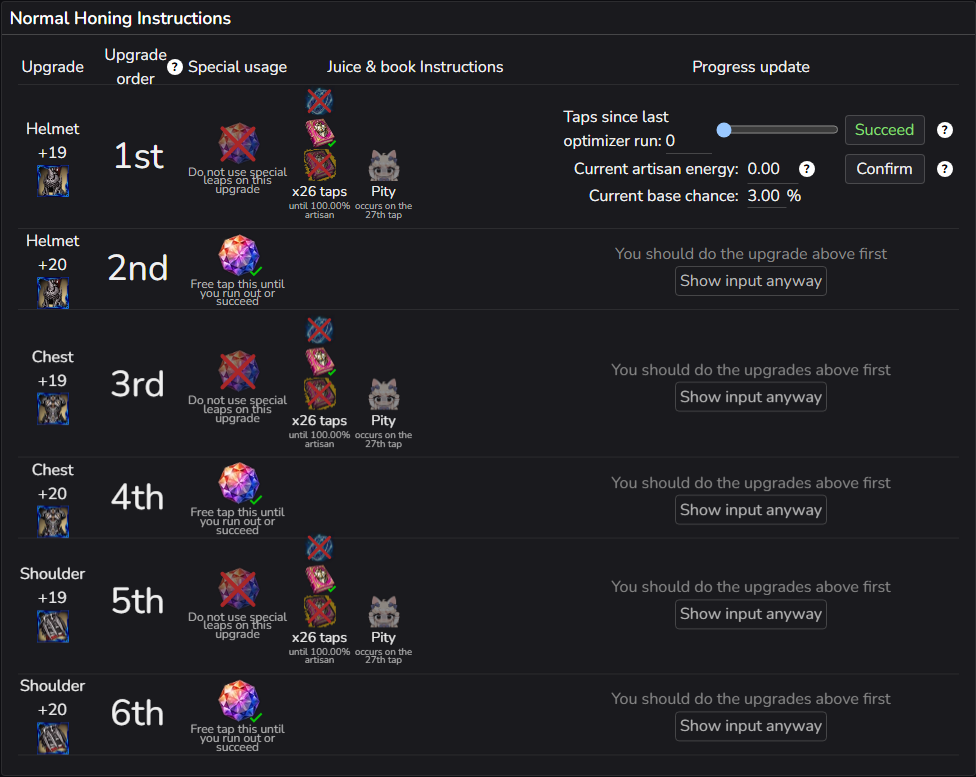 Normal Honing Instructions
Upgrade
Upgrade order
?
Special usage
Juice & book Instructions
Progress update
Helmet
+19
1st
Do not use special
leaps on this
upgrade
x26 taps
until 100.00%
artisan
Pity
occurs on the
27th tap
Taps since last
optimizer run: 0
Succeed
?
Current artisan energy: 0.00
?
Confirm
?
Current base chance: 3.00 %
Helmet
+20
2nd
Free tap this until
you run out or
succeed
You should do the upgrade above first
Show input anyway
Chest
+19
3rd
Do not use special
leaps on this
upgrade
x26 taps
until 100.00%
artisan
Pity
occurs on the
27th tap
You should do the upgrades above first
Show input anyway
Chest
+20
4th
Free tap this until
you run out or
succeed
You should do the upgrades above first
Show input anyway
Shoulder
+19
5th
Do not use special
leaps on this
upgrade
x26 taps
until 100.00%
artisan
Pity
occurs on the
27th tap
You should do the upgrades above first
Show input anyway
Shoulder
+20
6th
Free tap this until
you run out or
succeed
You should do the upgrades above first
Show input anyway